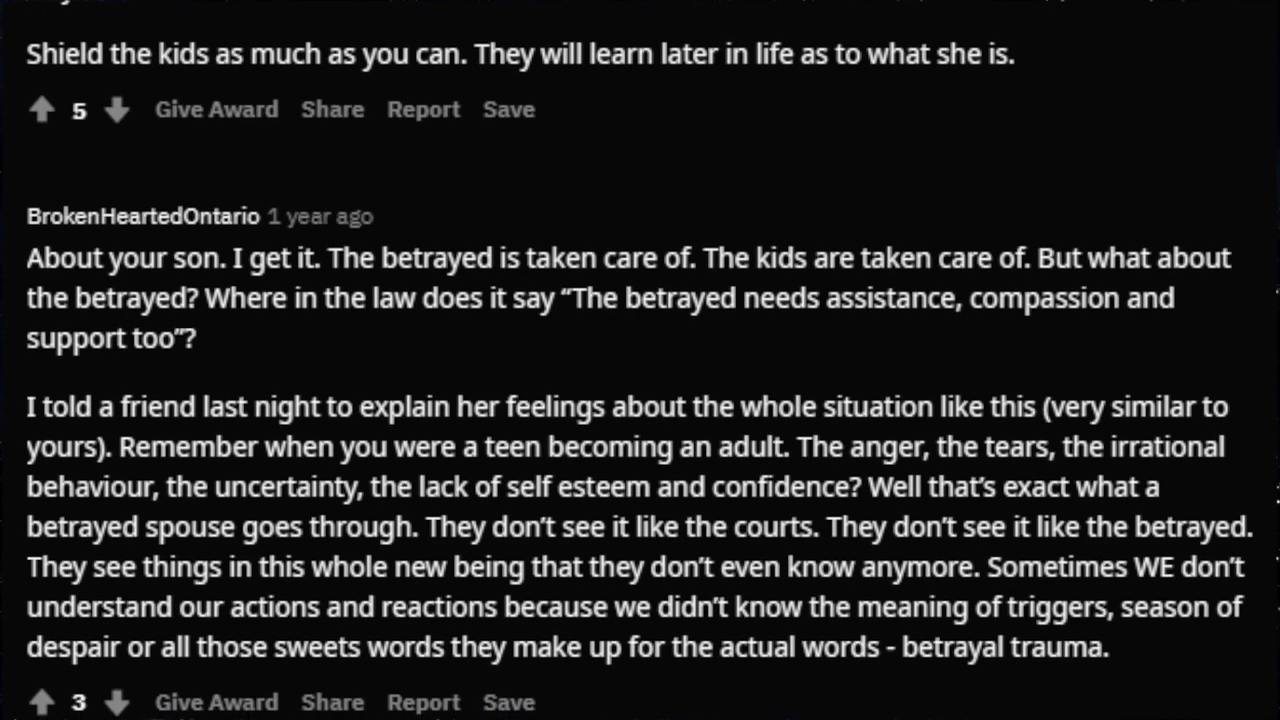 Shield the kids as much as you can. They will learn later in life as to what she is.
5 Give Award Share Report Save
BrokenHeartedOntario 1 year ago
About your son. I get it. The betrayed is taken care of. The kids are taken care of. But what about
the betrayed? Where in the law does it say “The betrayed needs assistance, compassion and
support too”?
I told a friend last night to explain her feelings about the whole situation like this (very similar to
yours). Remember when you were a teen becoming an adult. The anger, the tears, the irrational
behaviour, the uncertainty, the lack of self esteem and confidence? Well that’s exact what a
betrayed spouse goes through. They don’t see it like the courts. They don’t see it like the betrayed.
They see things in this whole new being that they don’t even know anymore. Sometimes WE don’t
understand our actions and reactions because we didn’t know the meaning of triggers, season of
despair or all those sweets words they make up for the actual words - betrayal trauma.
3 Give Award Share Report Save